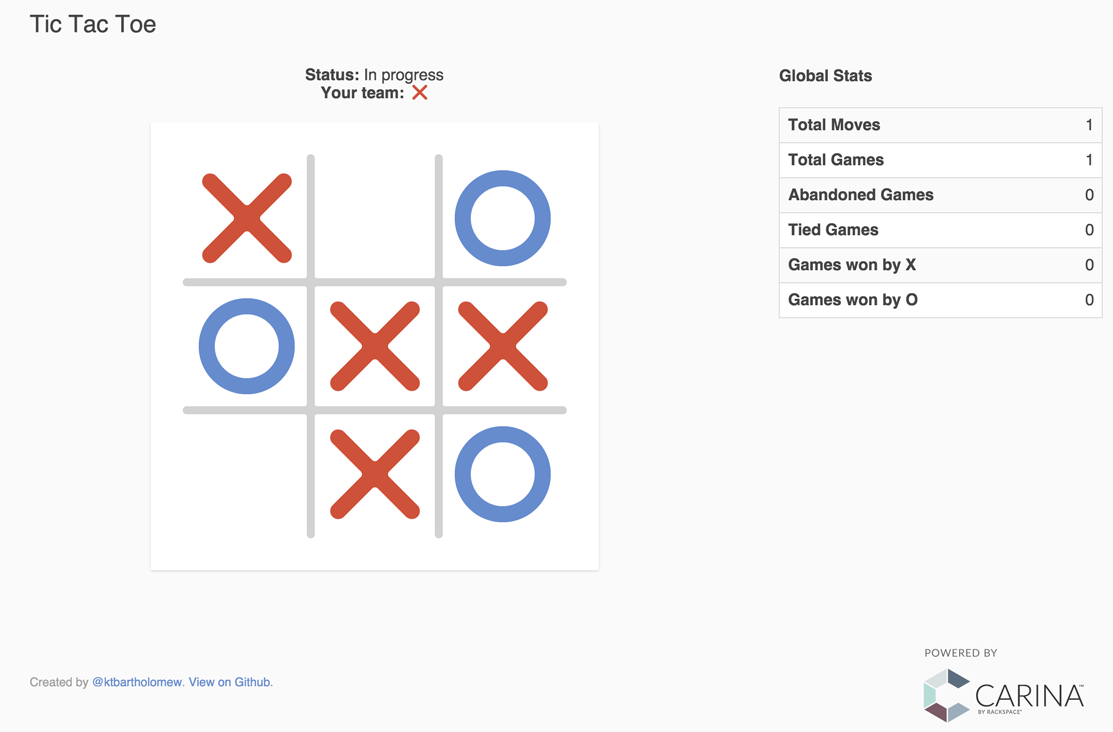 Tic Tac Toe
Status: In progress
Your team:
Global Stats
Total Moves 1
Total Games 1
Abandoned Games 0
Tied Games 0
Games won by X 0
Games won by O 0
Created by @ktbartholomew. View on Github.
POWERED BY
CARINA™
BY RACKSPACE®